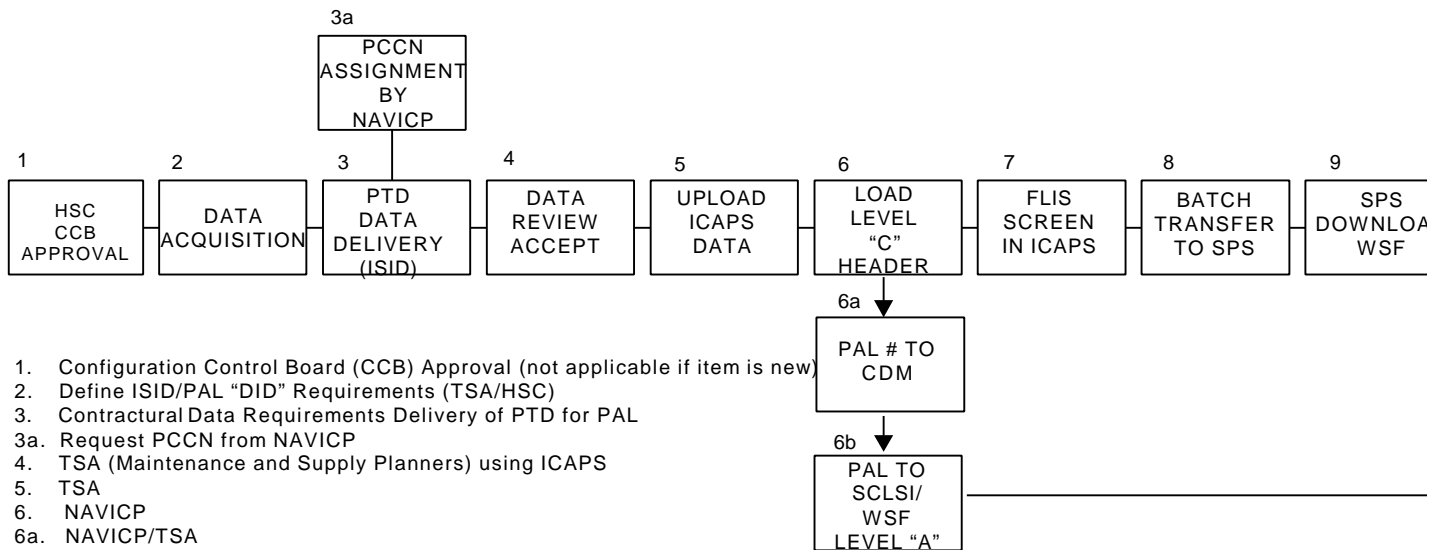 3a
PCCN
ASSIGNMENT
BY
NAVICP
1
HSC
CCB
APPROVAL
2
DATA
ACQUISITION
3
PTD
DATA
DELIVERY
(ISID)
4
DATA
REVIEW
ACCEPT
5
UPLOAD
ICAPS
DATA
6
LOAD
LEVEL
“C”
HEADER
7
FLIS
SCREEN
IN ICAPS
8
BATCH
TRANSFER
TO SPS
9
SPS
DOWNLOA
WSF
6a
PAL # TO
CDM
6b
PAL TO
SCLSI/
WSF
LEVEL “A”
1. Configuration Control Board (CCB) Approval (not applicable if item is new)
2. Define ISID/PAL “DID” Requirements (TSA/HSC)
3. Contractural Data Requirements Delivery of PTD for PAL
3a. Request PCCN from NAVICP
4. TSA (Maintenance and Supply Planners) using ICAPS
5. TSA
6. NAVICP
6a. NAVICP/TSA